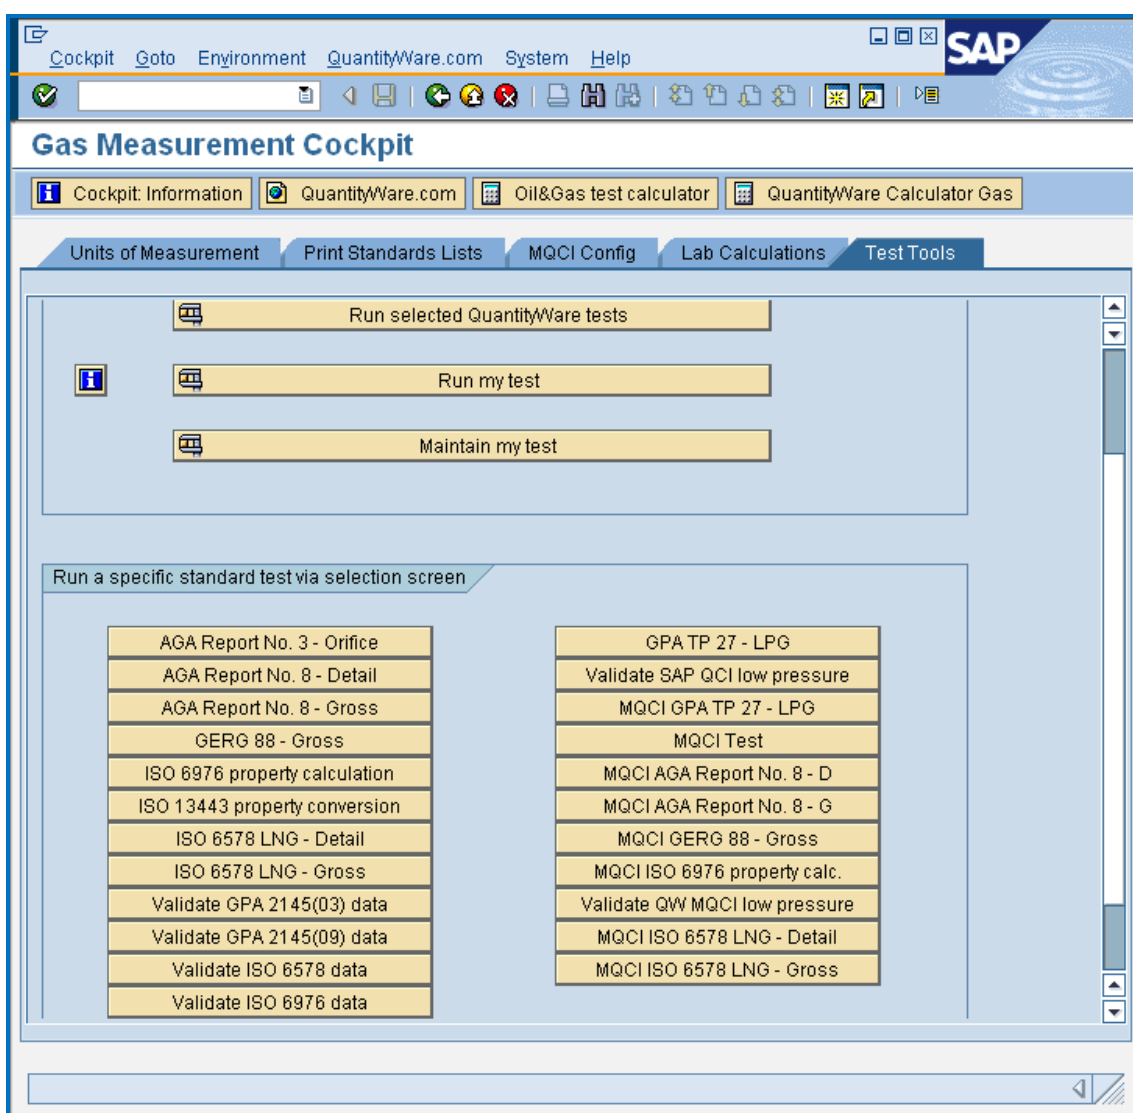 Cockpit Goto Environment QuantityWare.com System Help
SAP
Gas Measurement Cockpit
Cockpit: Information QuantityWare.com Oil&Gas test calculator QuantityWare Calculator Gas
Units of Measurement Print Standards Lists MQCI Config Lab Calculations Test Tools
Run selected QuantityWare tests
Run my test
Maintain my test
Run a specific standard test via selection screen
AGA Report No. 3 - Orifice
AGA Report No. 8 - Detail
AGA Report No. 8 - Gross
GERG 88 - Gross
ISO 6976 property calculation
ISO 13443 property conversion
ISO 6578 LNG - Detail
ISO 6578 LNG - Gross
Validate GPA 2145(03) data
Validate GPA 2145(09) data
Validate ISO 6578 data
Validate ISO 6976 data
GPA TP 27 - LPG
Validate SAP QCI low pressure
MQCI GPA TP 27 - LPG
MQCI Test
MQCI AGA Report No. 8 - D
MQCI AGA Report No. 8 - G
MQCI GERG 88 - Gross
MQCI ISO 6976 property calc.
Validate QW MQCI low pressure
MQCI ISO 6578 LNG - Detail
MQCI ISO 6578 LNG - Gross